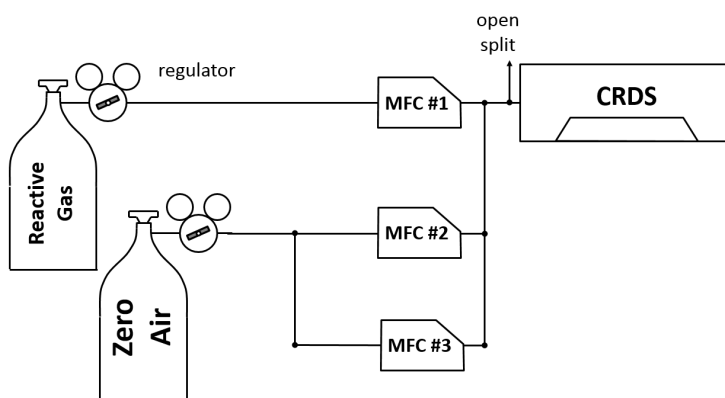 open
split
regulator
MFC #1
CRDS
Reactive
Gas
MFC #2
Zero
Air
MFC #3